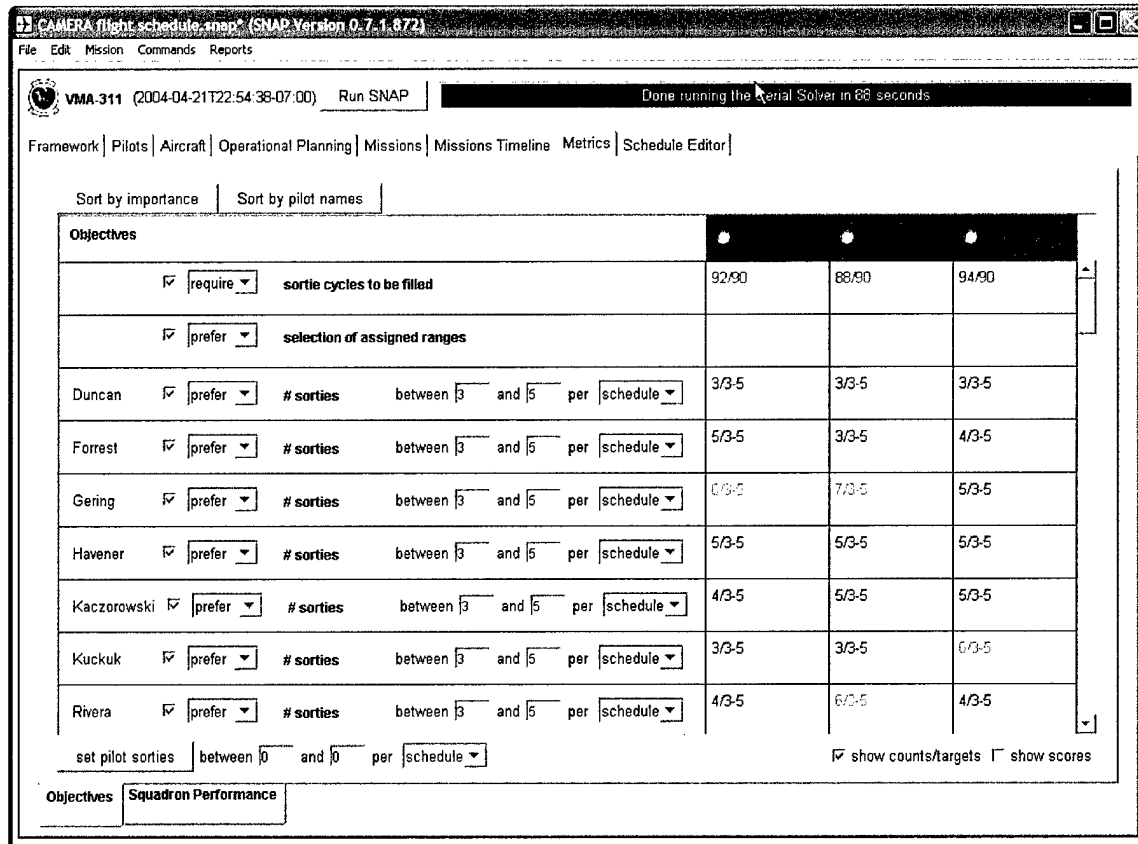 CAMERA flight.schedule.snap* (SNAP Version 0.7.1.872)
File Edit Mission Commands Reports
VMA-311 (2004-04-21T22:54:38-07:00) Run SNAP Done running the Aerial Solver in 88 seconds
Framework Pilots Aircraft Operational Planning Missions Missions Timeline Metrics Schedule Editor
Sort by importance Sort by pilot names
Objectives
require sortie cycles to be filled 92/90 88/90 94/90
prefer selection of assigned ranges
Duncan prefer # sorties between 3 and 5 per schedule 3/3-5 3/3-5 3/3-5
Forrest prefer # sorties between 3 and 5 per schedule 5/3-5 3/3-5 4/3-5
Gering prefer # sorties between 3 and 5 per schedule 6/3-5 7/3-5 5/3-5
Havener prefer # sorties between 3 and 5 per schedule 5/3-5 5/3-5 5/3-5
Kaczorowski prefer # sorties between 3 and 5 per schedule 4/3-5 5/3-5 5/3-5
Kuckuk prefer # sorties between 3 and 5 per schedule 3/3-5 3/3-5 6/3-5
Rivera prefer # sorties between 3 and 5 per schedule 4/3-5 6/3-5 4/3-5
set pilot sorties between 0 and 0 per schedule show counts/targets show scores
Objectives Squadron Performance